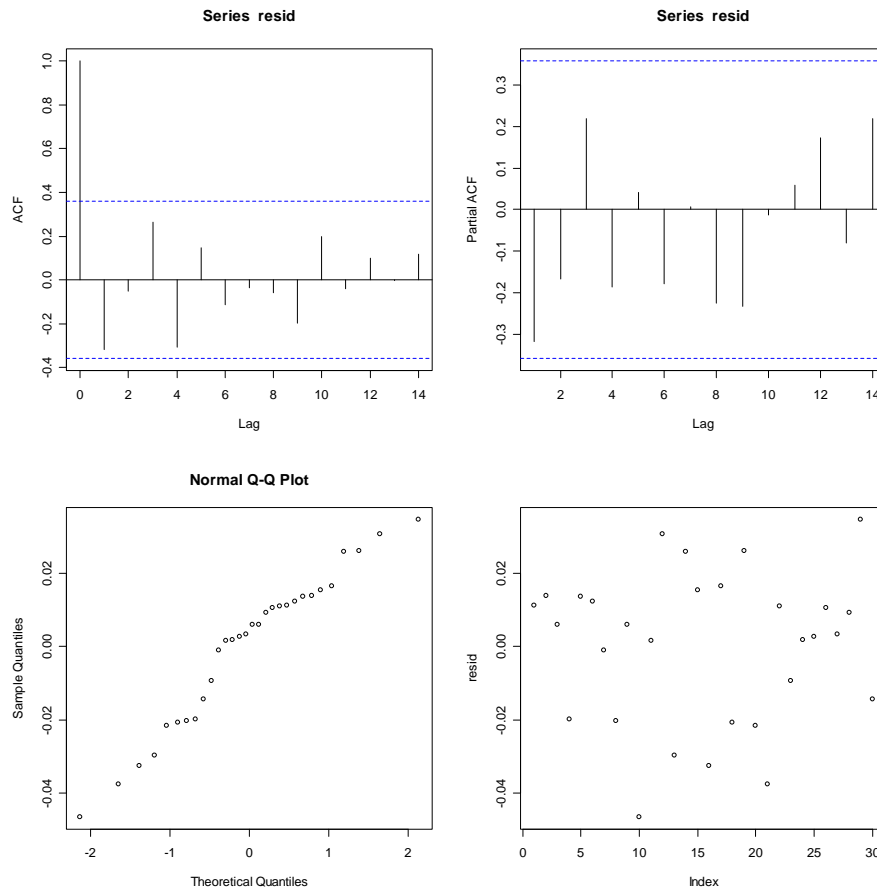 Series resid
ACF
1.0
0.8
0.6
0.4
0.2
0.0
-0.2
-0.4
0 2 4 6 8 10 12 14
Lag
Series resid
Partial ACF
0.3
0.2
0.1
0.0
-0.1
-0.2
-0.3
2 4 6 8 10 12 14
Lag
Normal Q-Q Plot
Sample Quantiles
0.02
0.00
-0.02
-0.04
-2 -1 0 1 2
Theoretical Quantiles
resid
0.02
0.00
-0.02
-0.04
0 5 10 15 20 25 30
Index